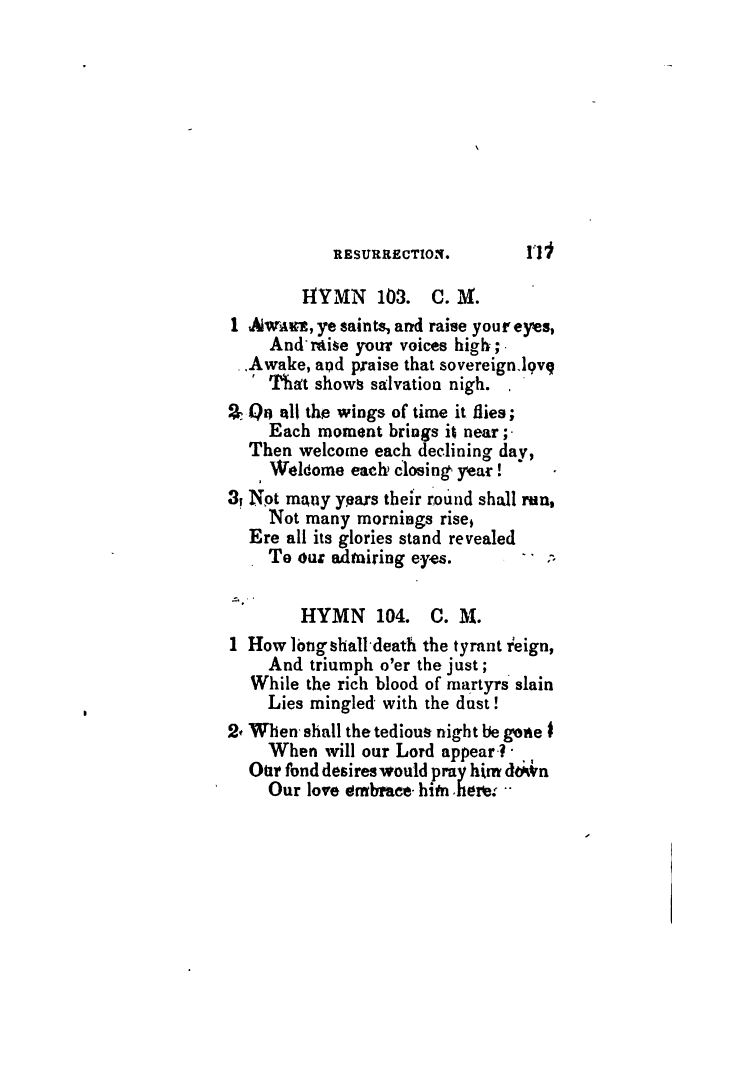 RESURRECTION. 117
HYMN 103. C. M.
1 AWAKE, ye saints, and raise your eyes,
And raise your voices high;
Awake, and praise that sovereign love
That shows salvation nigh.
2 On all the wings of time it flies;
Each moment brings it near;
Then welcome each declining day,
Welcome each closing year!
3 Not many years their round shall run,
Not many mornings rise,
Ere all its glories stand revealed
To our admiring eyes.
HYMN 104. C. M.
1 How long shall death the tyrant reign,
And triumph o'er the just;
While the rich blood of martyrs slain
Lies mingled with the dust!
2 When shall the tedious night be gone?
When will our Lord appear?
Our fond desires would pray him down
Our love embrace him here.